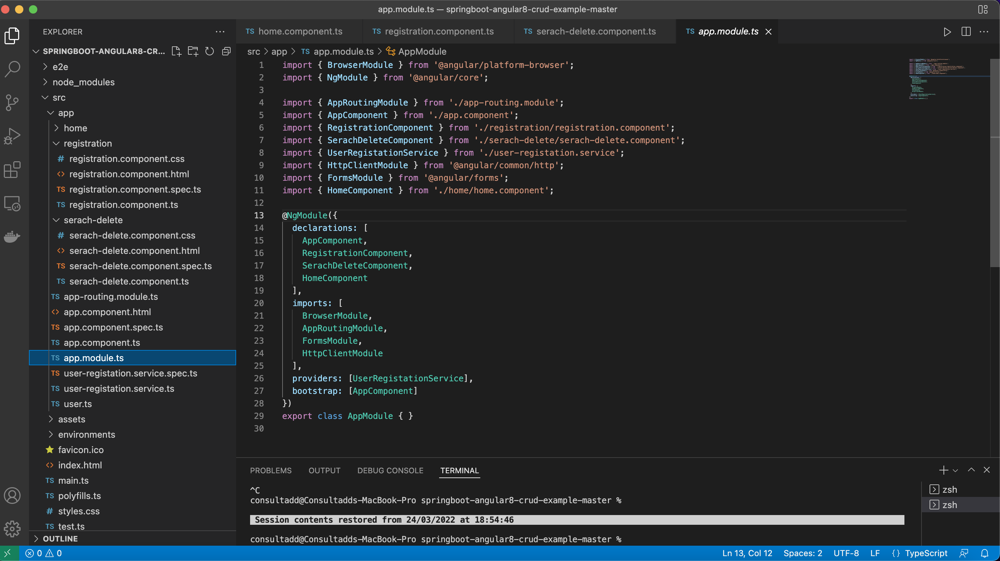 app.module.ts — springboot-angular8-crud-example-master
EXPLORER
SPRINGBOOT-ANGULAR8-CR...
e2e
node_modules
src
app
home
registration
# registration.component.css
<> registration.component.html
TS registration.component.spec.ts
TS registration.component.ts
serach-delete
# serach-delete.component.css
<> serach-delete.component.html
TS serach-delete.component.spec.ts
TS serach-delete.component.ts
TS app-routing.module.ts
<> app.component.html
TS app.component.spec.ts
TS app.component.ts
TS app.module.ts
TS user-registation.service.spec.ts
TS user-registation.service.ts
TS user.ts
assets
environments
favicon.ico
<> index.html
TS main.ts
TS polyfills.ts
# styles.css
TS test.ts
OUTLINE
TS home.component.ts TS registration.component.ts TS serach-delete.component.ts TS app.module.ts
src > app > TS app.module.ts > AppModule
1 import { BrowserModule } from '@angular/platform-browser';
2 import { NgModule } from '@angular/core';
3
4 import { AppRoutingModule } from './app-routing.module';
5 import { AppComponent } from './app.component';
6 import { RegistrationComponent } from './registration/registration.component';
7 import { SerachDeleteComponent } from './serach-delete/serach-delete.component';
8 import { UserRegistationService } from './user-registation.service';
9 import { HttpClientModule } from '@angular/common/http';
10 import { FormsModule } from '@angular/forms';
11 import { HomeComponent } from './home/home.component';
12
13 @NgModule({
14 declarations: [
15 AppComponent,
16 RegistrationComponent,
17 SerachDeleteComponent,
18 HomeComponent
19 ],
20 imports: [
21 BrowserModule,
22 AppRoutingModule,
23 FormsModule,
24 HttpClientModule
25 ],
26 providers: [UserRegistationService],
27 bootstrap: [AppComponent]
28 })
29 export class AppModule { }
30
PROBLEMS OUTPUT DEBUG CONSOLE TERMINAL
^C
consultadd@Consultadds-MacBook-Pro springboot-angular8-crud-example-master %
Session contents restored from 24/03/2022 at 18:54:46
consultadd@Consultadds-MacBook-Pro springboot-angular8-crud-example-master %
zsh
zsh
0 0 Ln 13, Col 12 Spaces: 2 UTF-8 LF {} TypeScript